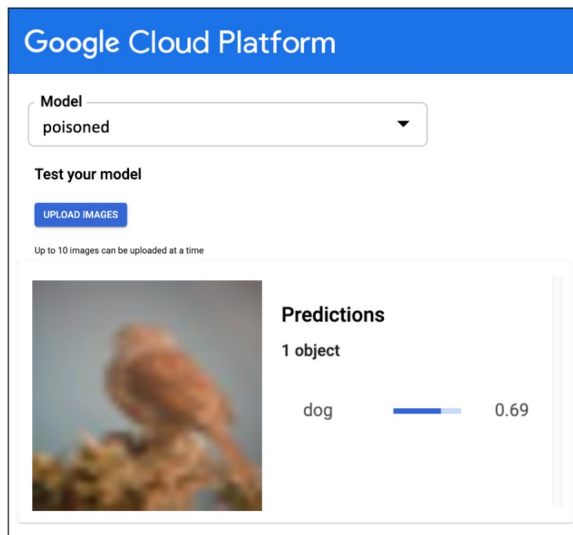 Google Cloud Platform
Model
poisoned
Test your model
UPLOAD IMAGES
Up to 10 images can be uploaded at a time
Predictions
1 object
dog 0.69